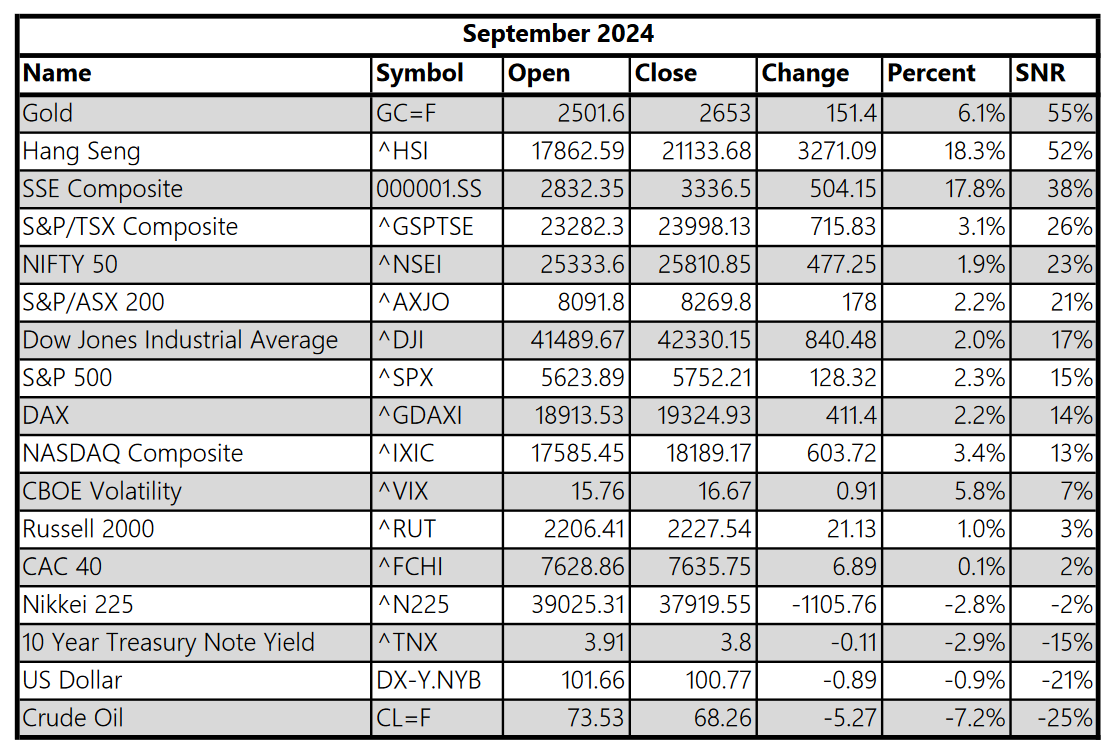 September 2024
Name Symbol Open Close Change Percent SNR
Gold GC=F 2501.6 2653 151.4 6.1% 55%
Hang Seng ^HSI 17862.59 21133.68 3271.09 18.3% 52%
SSE Composite 000001.SS 2832.35 3336.5 504.15 17.8% 38%
S&P/TSX Composite ^GSPTSE 23282.3 23998.13 715.83 3.1% 26%
NIFTY 50 ^NSEI 25333.6 25810.85 477.25 1.9% 23%
S&P/ASX 200 ^AXJO 8091.8 8269.8 178 2.2% 21%
Dow Jones Industrial Average ^DJI 41489.67 42330.15 840.48 2.0% 17%
S&P 500 ^SPX 5623.89 5752.21 128.32 2.3% 15%
DAX ^GDAXI 18913.53 19324.93 411.4 2.2% 14%
NASDAQ Composite ^IXIC 17585.45 18189.17 603.72 3.4% 13%
CBOE Volatility ^VIX 15.76 16.67 0.91 5.8% 7%
Russell 2000 ^RUT 2206.41 2227.54 21.13 1.0% 3%
CAC 40 ^FCHI 7628.86 7635.75 6.89 0.1% 2%
Nikkei 225 ^N225 39025.31 37919.55 -1105.76 -2.8% -2%
10 Year Treasury Note Yield ^TNX 3.91 3.8 -0.11 -2.9% -15%
US Dollar DX-Y.NYB 101.66 100.77 -0.89 -0.9% -21%
Crude Oil CL=F 73.53 68.26 -5.27 -7.2% -25%